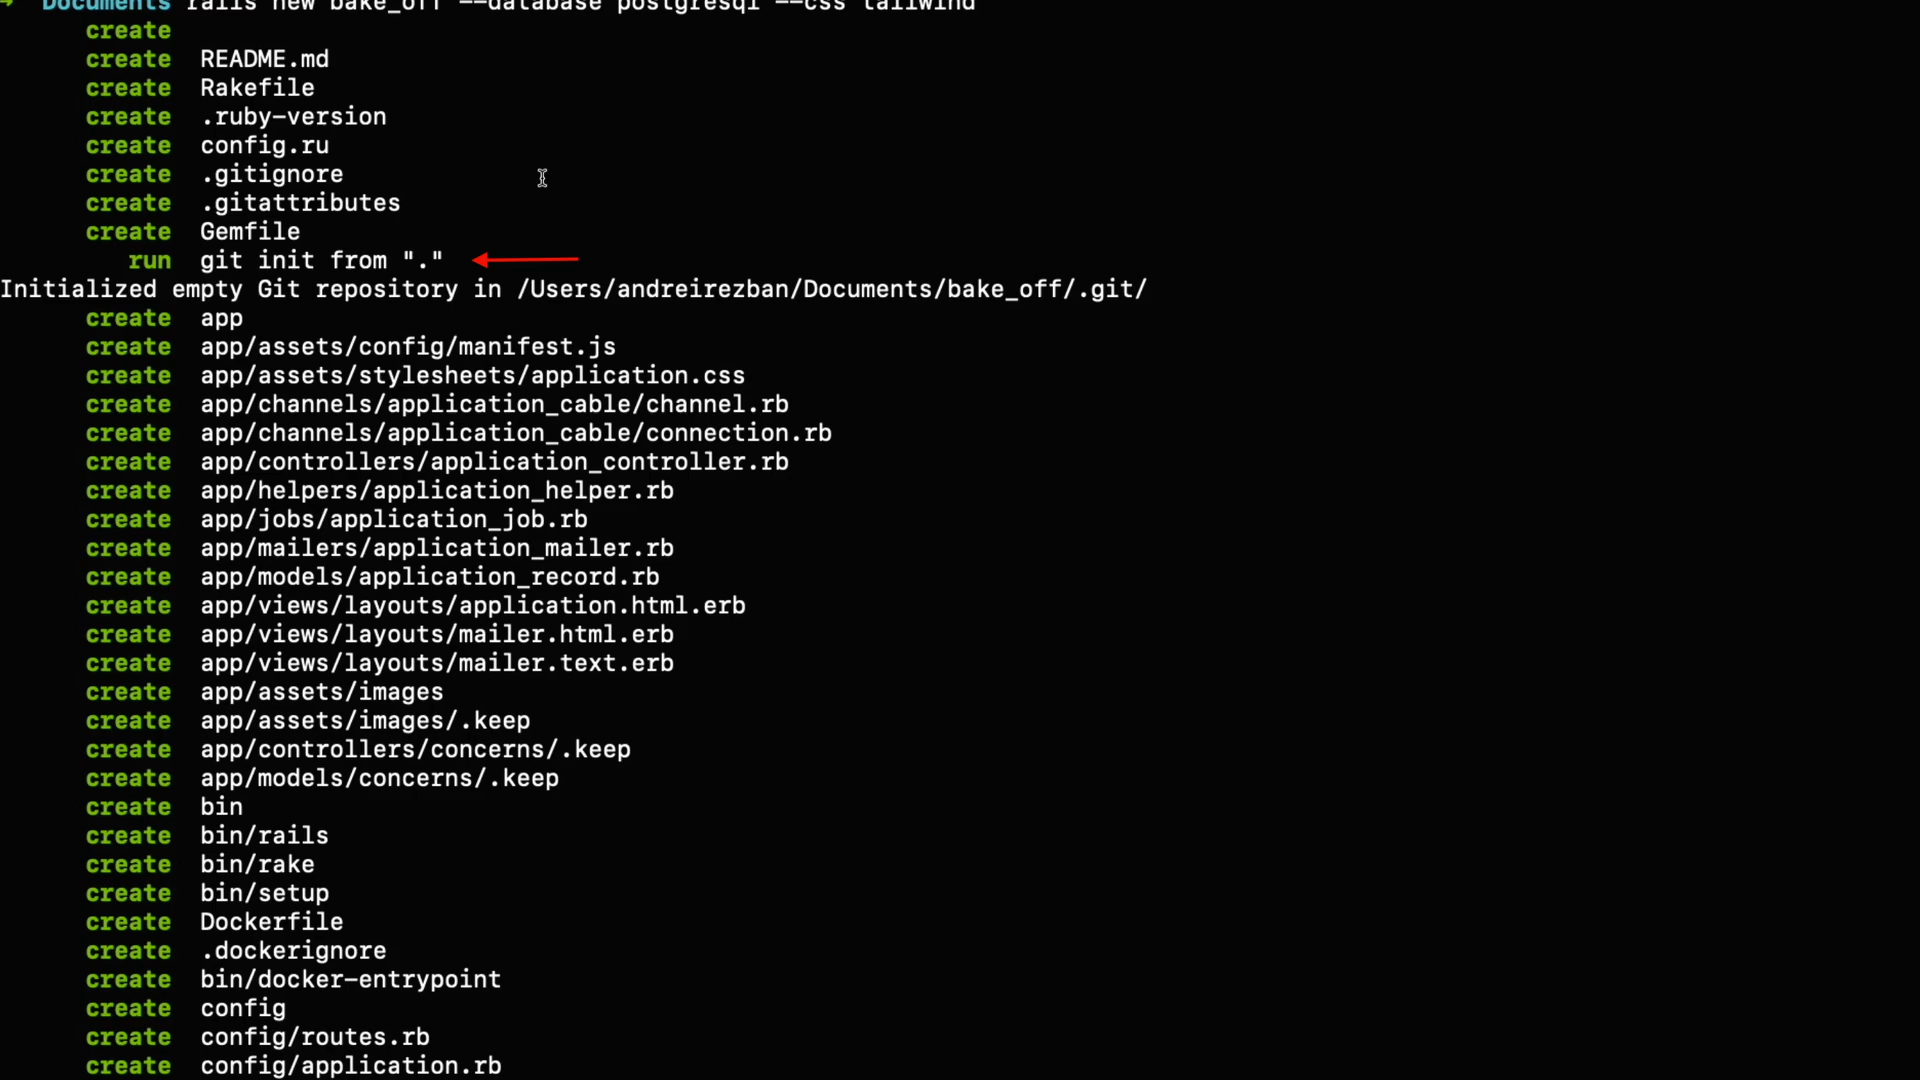 → Documents rails new bake_off --database postgresql --css tailwind
create
create README.md
create Rakefile
create .ruby-version
create config.ru
create .gitignore
create .gitattributes
create Gemfile
run git init from "."
Initialized empty Git repository in /Users/andreirezban/Documents/bake_off/.git/
create app
create app/assets/config/manifest.js
create app/assets/stylesheets/application.css
create app/channels/application_cable/channel.rb
create app/channels/application_cable/connection.rb
create app/controllers/application_controller.rb
create app/helpers/application_helper.rb
create app/jobs/application_job.rb
create app/mailers/application_mailer.rb
create app/models/application_record.rb
create app/views/layouts/application.html.erb
create app/views/layouts/mailer.html.erb
create app/views/layouts/mailer.text.erb
create app/assets/images
create app/assets/images/.keep
create app/controllers/concerns/.keep
create app/models/concerns/.keep
create bin
create bin/rails
create bin/rake
create bin/setup
create Dockerfile
create .dockerignore
create bin/docker-entrypoint
create config
create config/routes.rb
create config/application.rb